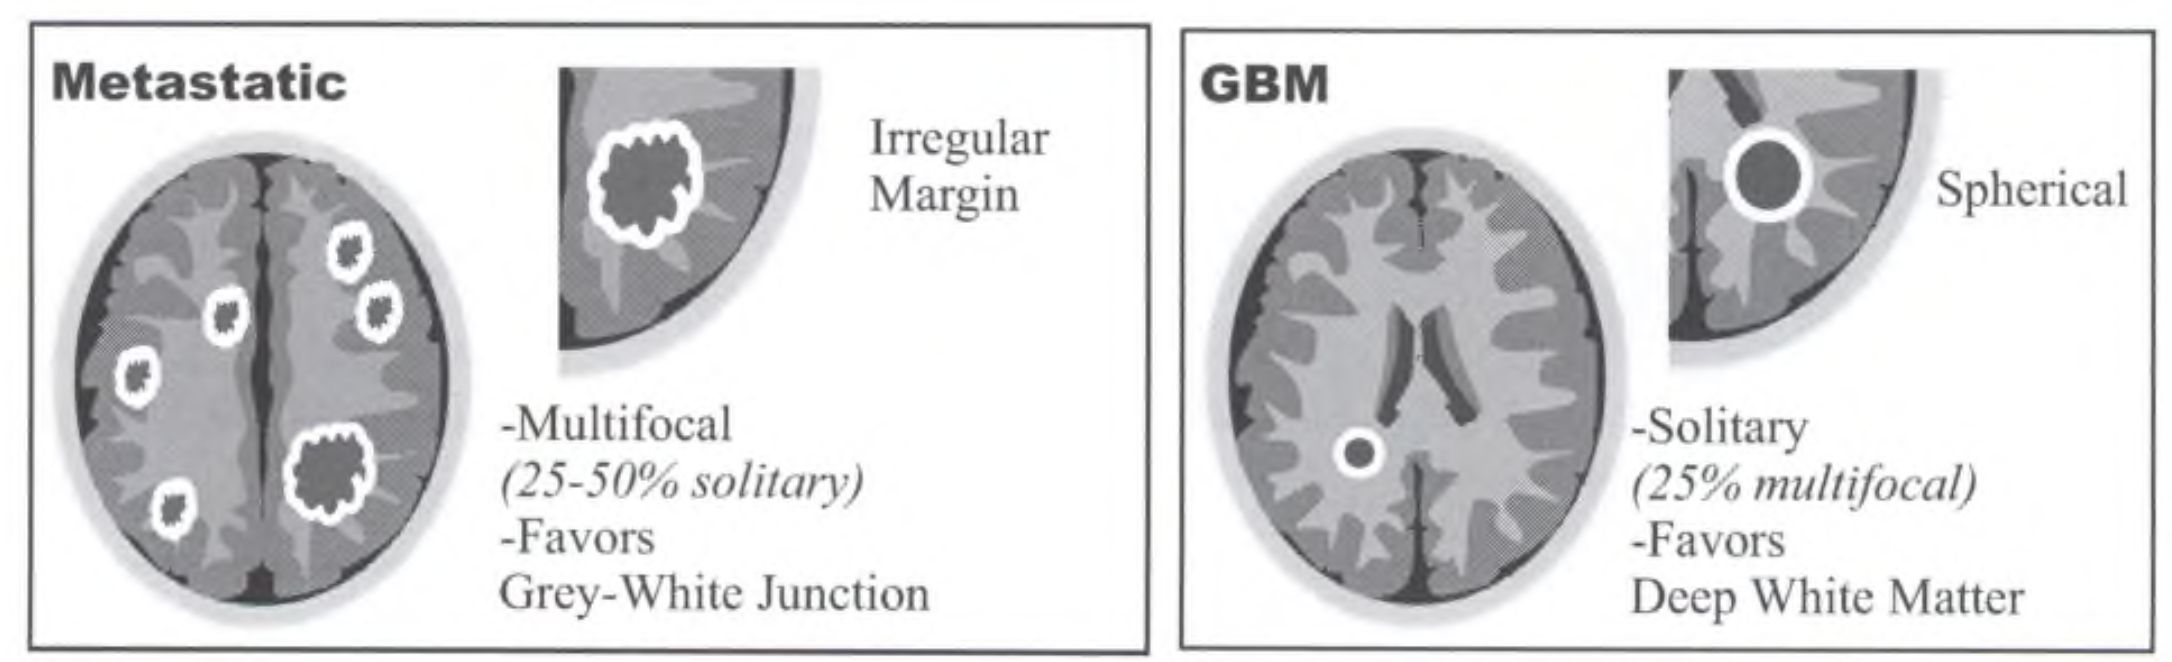 Metastatic
Irregular
Margin
-Multifocal
(25-50% solitary)
-Favors
Grey-White Junction
GBM
Spherical
-Solitary
(25% multifocal)
-Favors
Deep White Matter